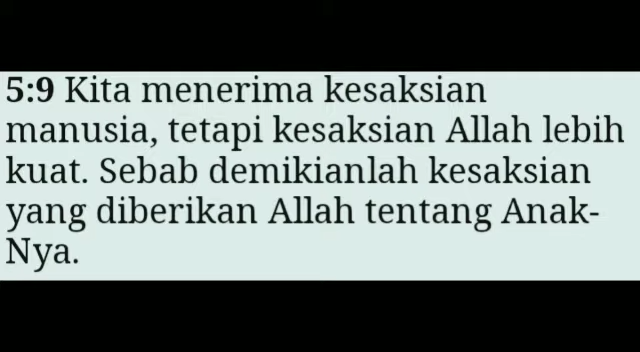 5:9 Kita menerima kesaksian
manusia, tetapi kesaksian Allah lebih
kuat. Sebab demikianlah kesaksian
yang diberikan Allah tentang Anak-
Nya.